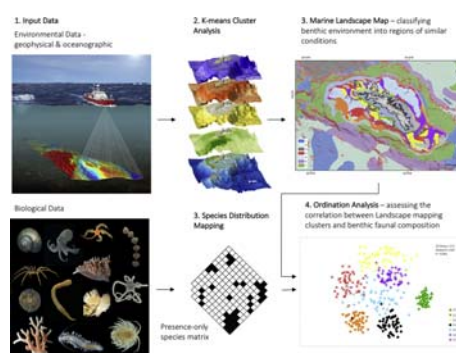 1. Input Data
Environmental Data -
geophysical & oceanographic
2. K-means Cluster
Analysis
3. Marine Landscape Map – classifying
benthic environment into regions of similar
conditions.
Biological Data
3. Species Distribution
Mapping
Presence-only
species matrix
4. Ordination Analysis – assessing the
correlation between Landscape mapping
clusters and benthic faunal composition